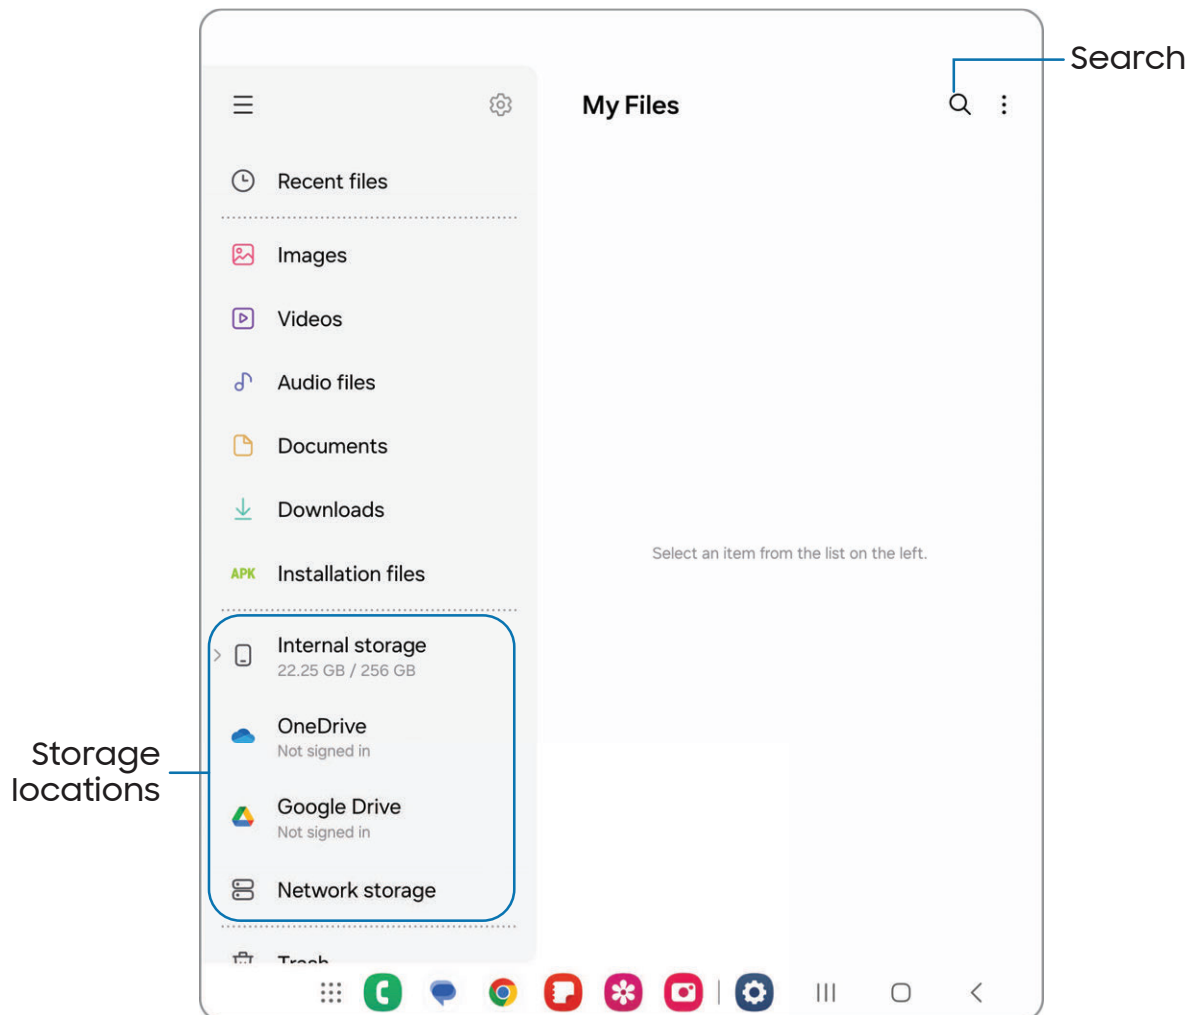 Search
My Files
Recent files
Images
Videos
Audio files
Documents
Downloads
Select an item from the list on the left.
APK Installation files
Internal storage
22.25 GB / 256 GB
OneDrive
Not signed in
Storage
locations
Google Drive
Not signed in
Network storage
Trash